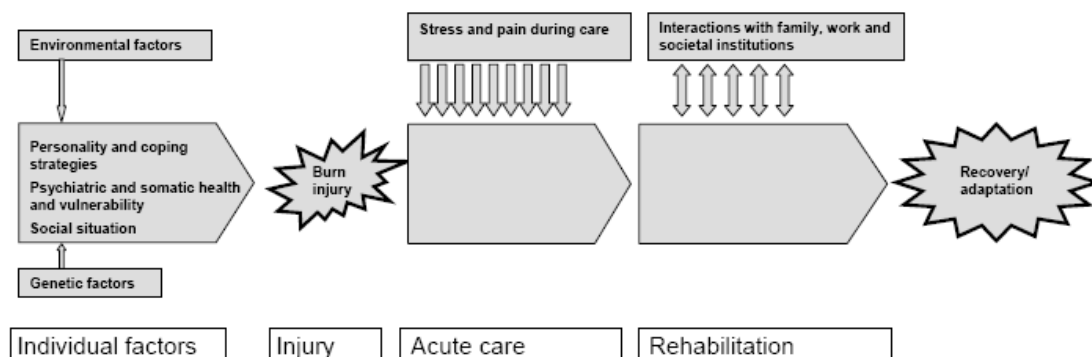 Environmental factors
Stress and pain during care
Interactions with family, work and
societal institutions
Personality and coping
strategies
Psychiatric and somatic health
and vulnerability
Social situation
Burn
injury
Recovery/
adaptation
Genetic factors
Individual factors
Injury
Acute care
Rehabilitation